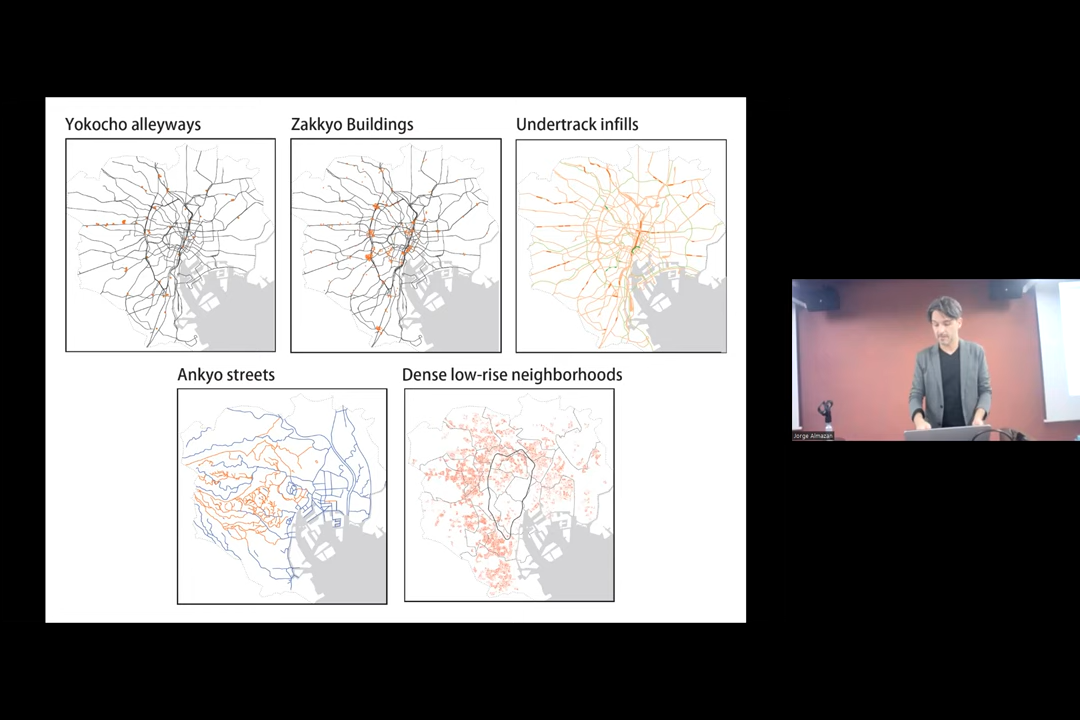 Yokocho alleyways
Zakkyo Buildings
Undertrack infills
Ankyo streets
Dense low-rise neighborhoods
Jorge Almazan